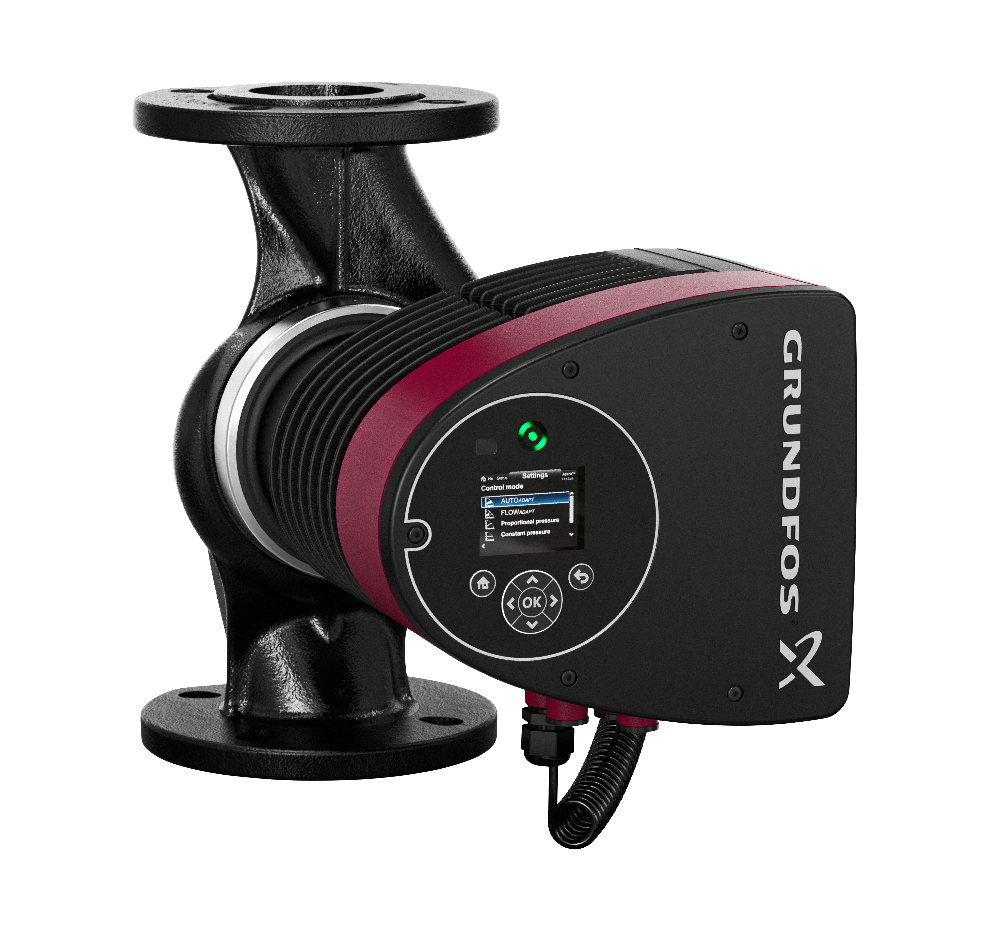 Settings
Control mode
AUTOADAPT
FLOWADAPT
Proportional pressure
Constant pressure
OK
GRUNDFOS